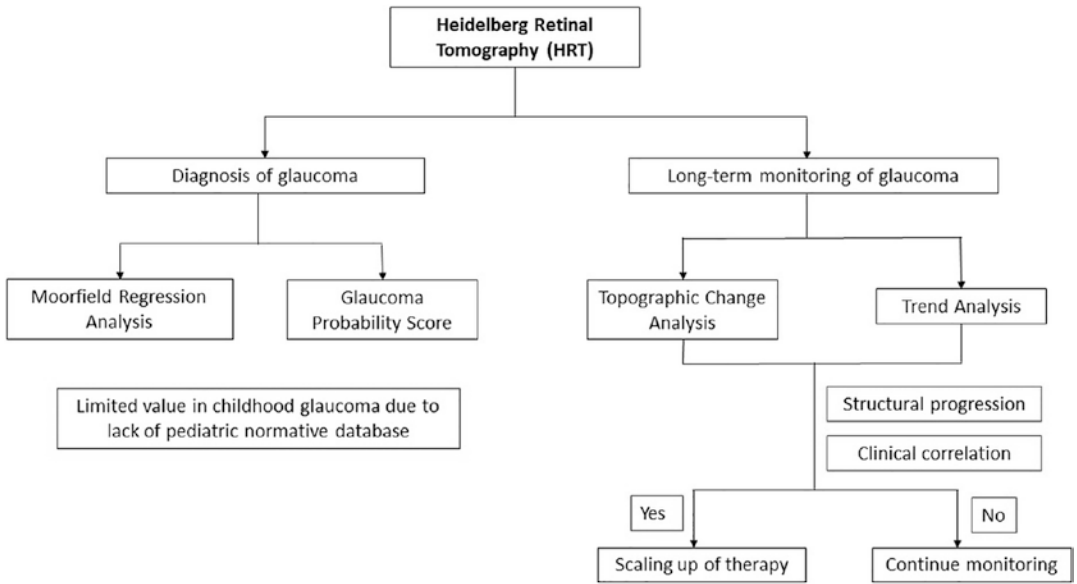 Heidelberg Retinal
Tomography (HRT)
Diagnosis of glaucoma
Long-term monitoring of glaucoma
Moorfield Regression
Analysis
Glaucoma
Probability Score
Topographic Change
Analysis
Trend Analysis
Limited value in childhood glaucoma due to
lack of pediatric normative database
Structural progression
Clinical correlation
Yes
No
Scaling up of therapy
Continue monitoring